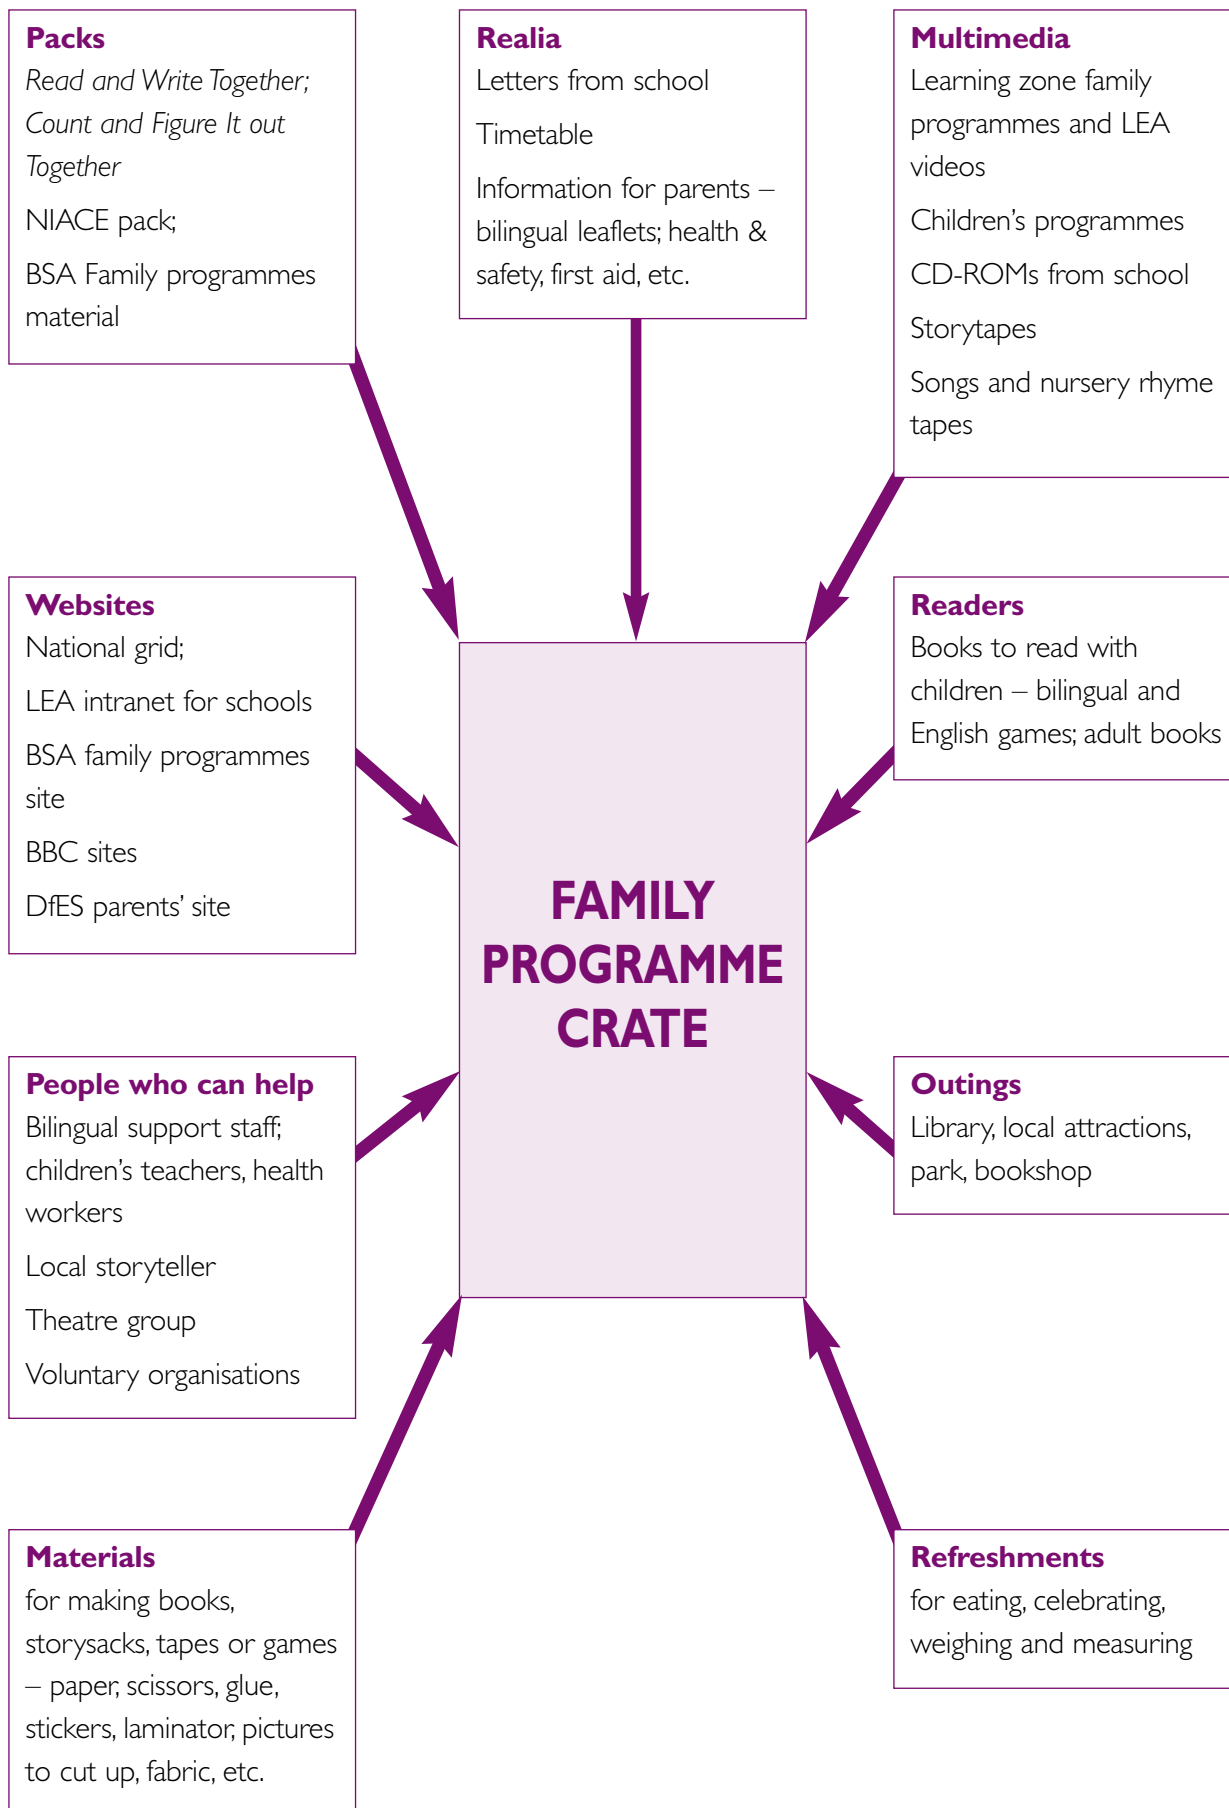 Packs
Read and Write Together;
Count and Figure It out
Together
NIACE pack;
BSA Family programmes
material
Realia
Letters from school
Timetable
Information for parents –
bilingual leaflets; health &
safety, first aid, etc.
Multimedia
Learning zone family
programmes and LEA
videos
Children’s programmes
CD-ROMs from school
Storytapes
Songs and nursery rhyme
tapes
Websites
National grid;
LEA intranet for schools
BSA family programmes
site
BBC sites
DfES parents’ site
Readers
Books to read with
children – bilingual and
English games; adult books
FAMILY
PROGRAMME
CRATE
People who can help
Bilingual support staff;
children’s teachers, health
workers
Local storyteller
Theatre group
Voluntary organisations
Outings
Library, local attractions,
park, bookshop
Materials
for making books,
storysacks, tapes or games
– paper, scissors, glue,
stickers, laminator, pictures
to cut up, fabric, etc.
Refreshments
for eating, celebrating,
weighing and measuring